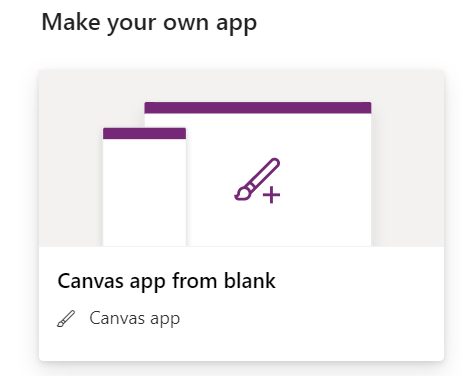 Make your own app
Canvas app from blank
Canvas app